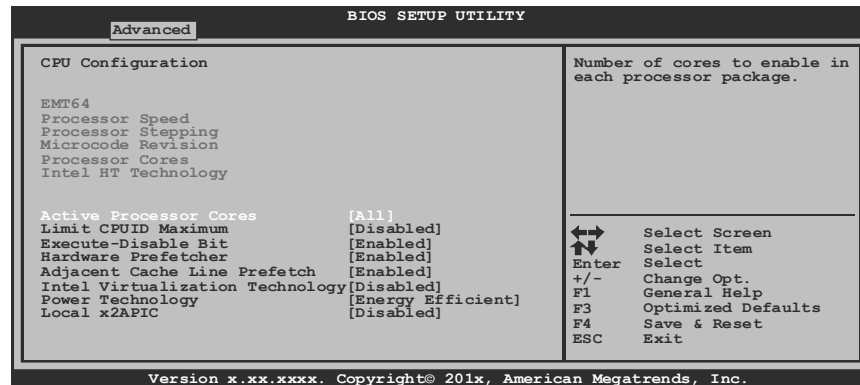 BIOS SETUP UTILITY
Advanced
CPU Configuration
EMT64
Processor Speed
Processor Stepping
Microcode Revision
Processor Cores
Intel HT Technology
Active Processor Cores [All]
Limit CPUID Maximum [Disabled]
Execute-Disable Bit [Enabled]
Hardware Prefetcher [Enabled]
Adjacent Cache Line Prefetch [Enabled]
Intel Virtualization Technology[Disabled]
Power Technology [Energy Efficient]
Local x2APIC [Disabled]
Number of cores to enable in
each processor package.
Select Screen
Select Item
Enter Select
+/- Change Opt.
F1 General Help
F3 Optimized Defaults
F4 Save & Reset
ESC Exit
Version x.xx.xxxx. Copyright© 201x, American Megatrends, Inc.